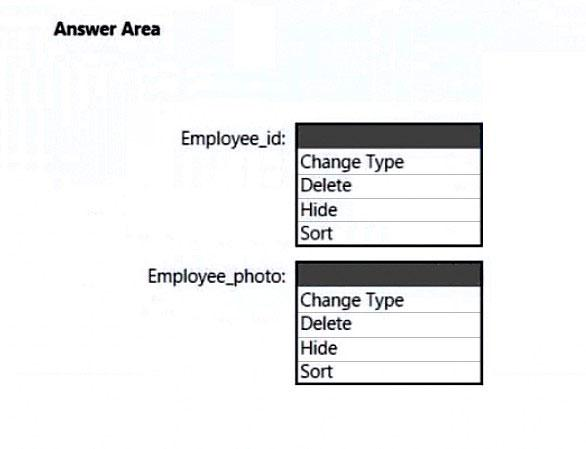 Answer Area
Employee_id:
Change Type
Delete
Hide
Sort
Employee_photo:
Change Type
Delete
Hide
Sort